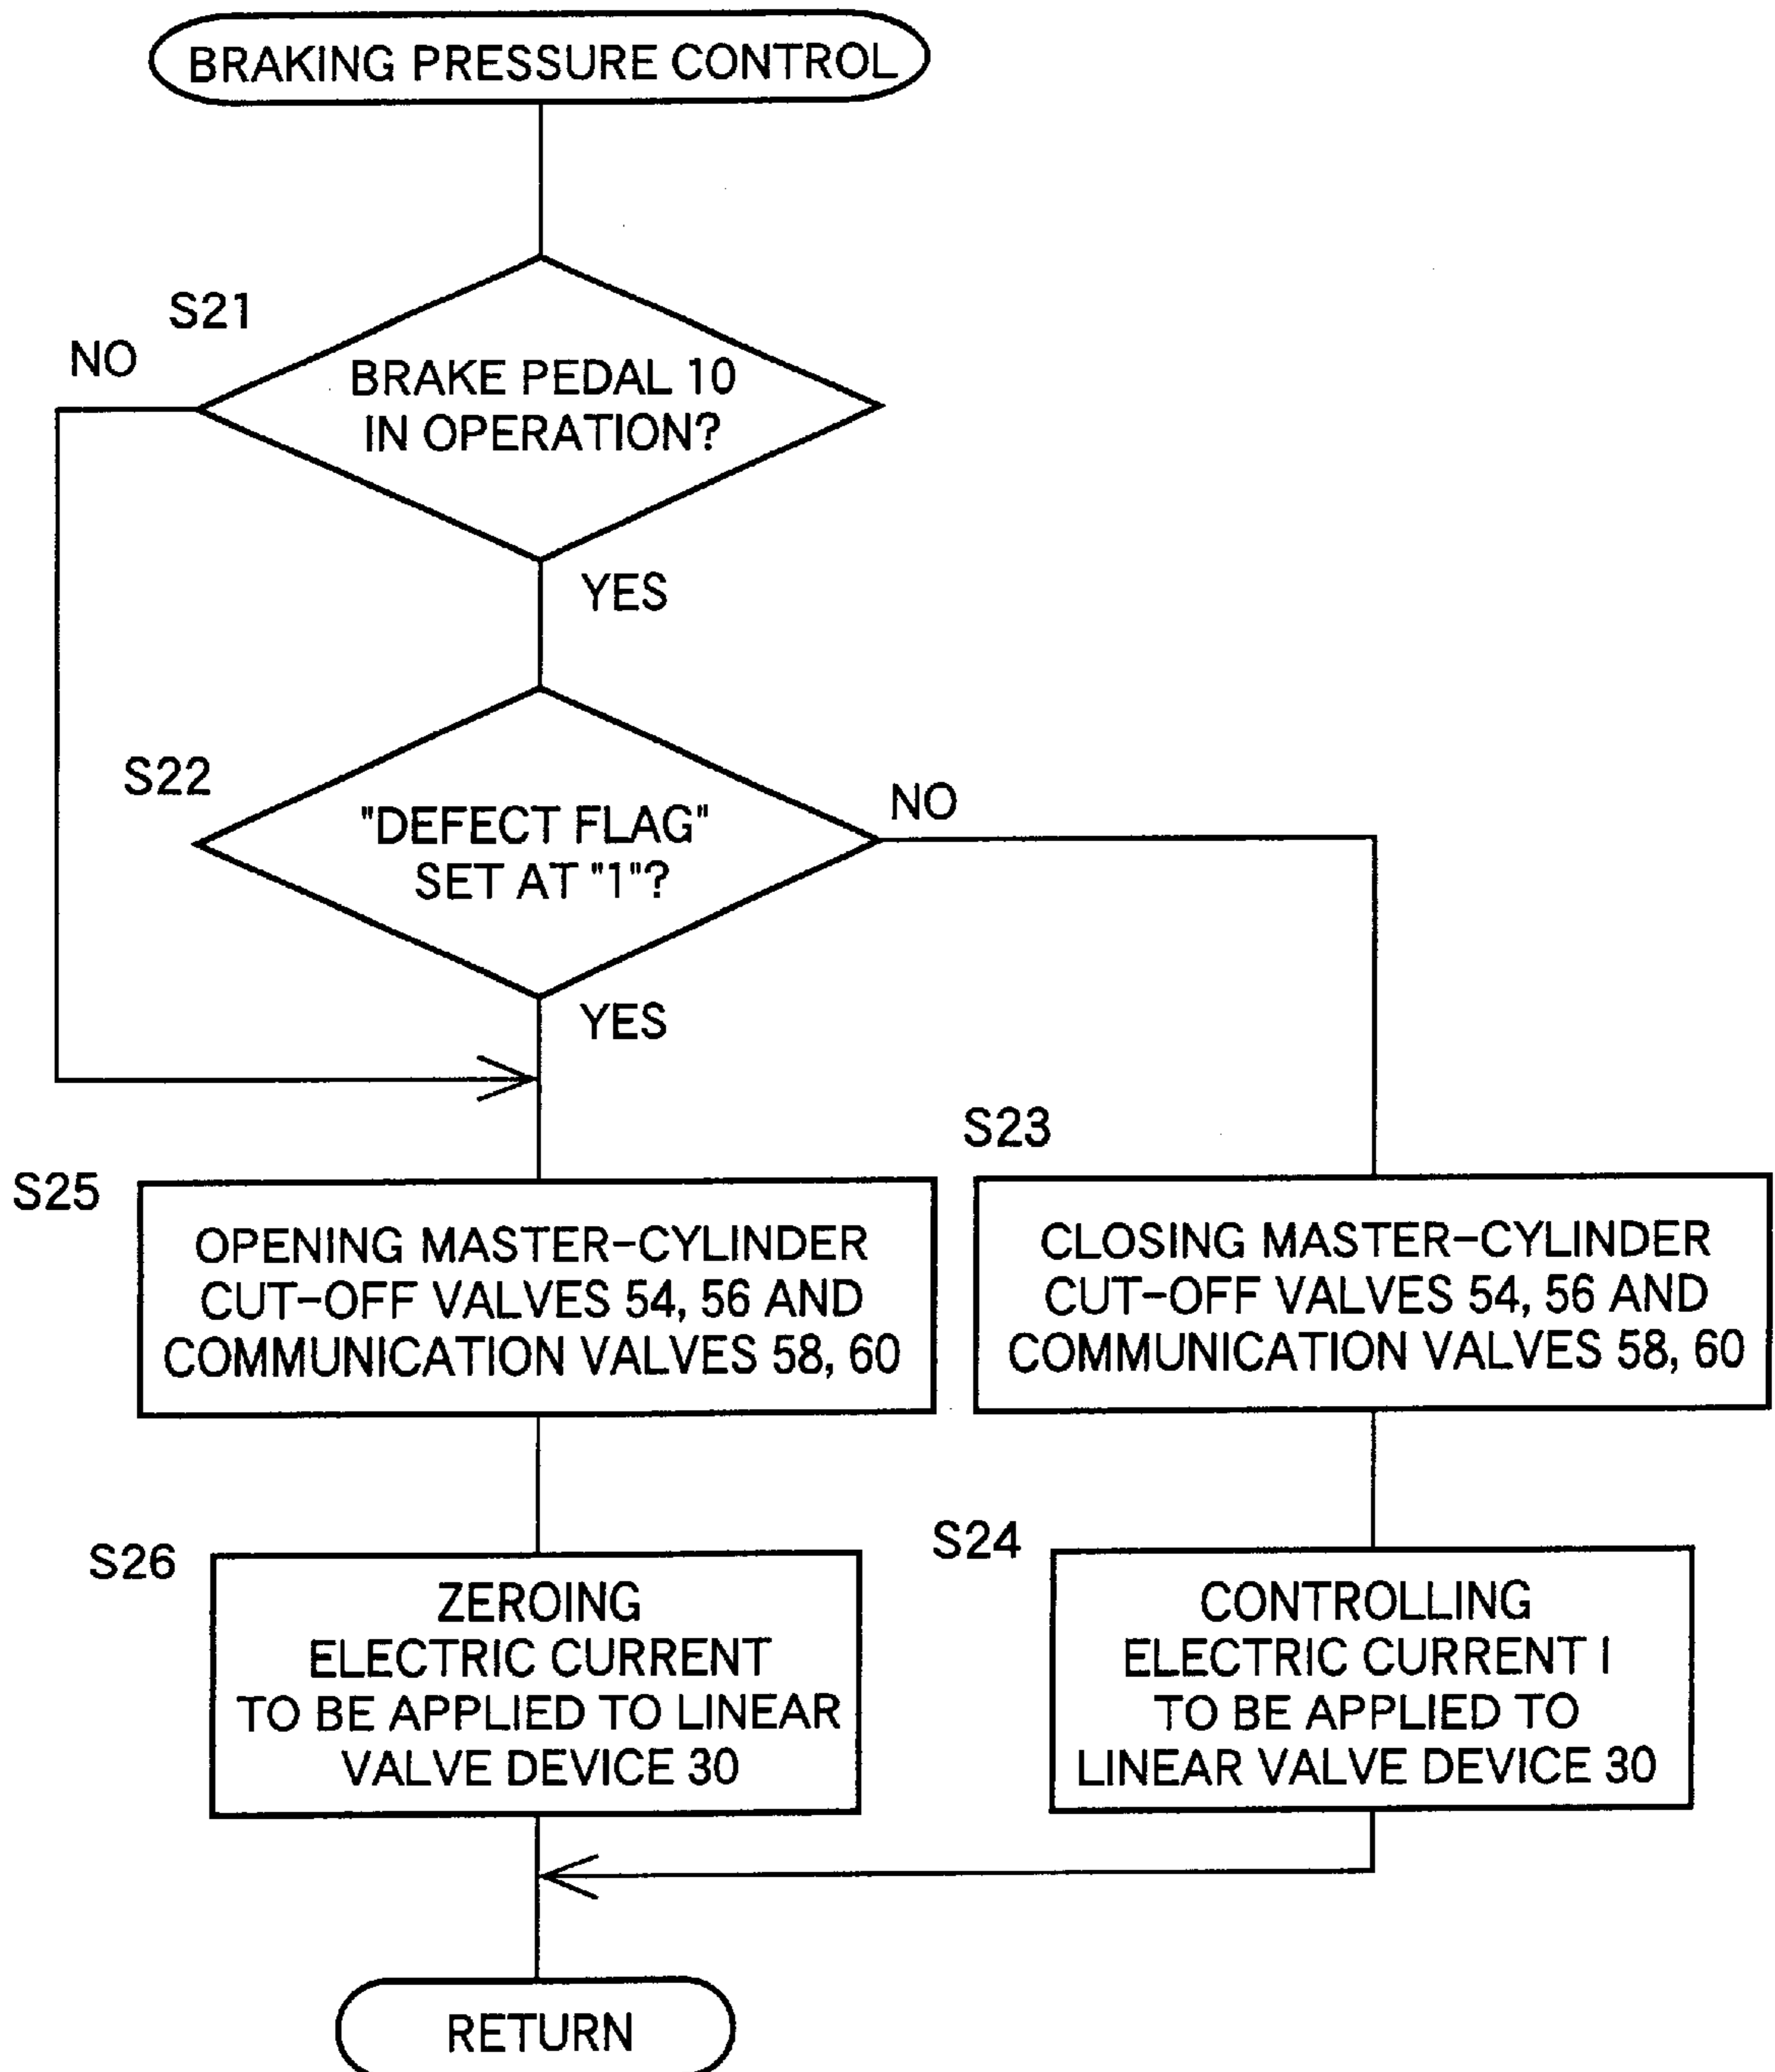 BRAKING PRESSURE CONTROL
S21
NO
BRAKE PEDAL 10
IN OPERATION?
YES
S22
"DEFECT FLAG"
SET AT "1"?
NO
YES
S25
OPENING MASTER-CYLINDER
CUT-OFF VALVES 54, 56 AND
COMMUNICATION VALVES 58, 60
S23
CLOSING MASTER-CYLINDER
CUT-OFF VALVES 54, 56 AND
COMMUNICATION VALVES 58, 60
S26
ZEROING
ELECTRIC CURRENT
TO BE APPLIED TO LINEAR
VALVE DEVICE 30
S24
CONTROLLING
ELECTRIC CURRENT I
TO BE APPLIED TO
LINEAR VALVE DEVICE 30
RETURN